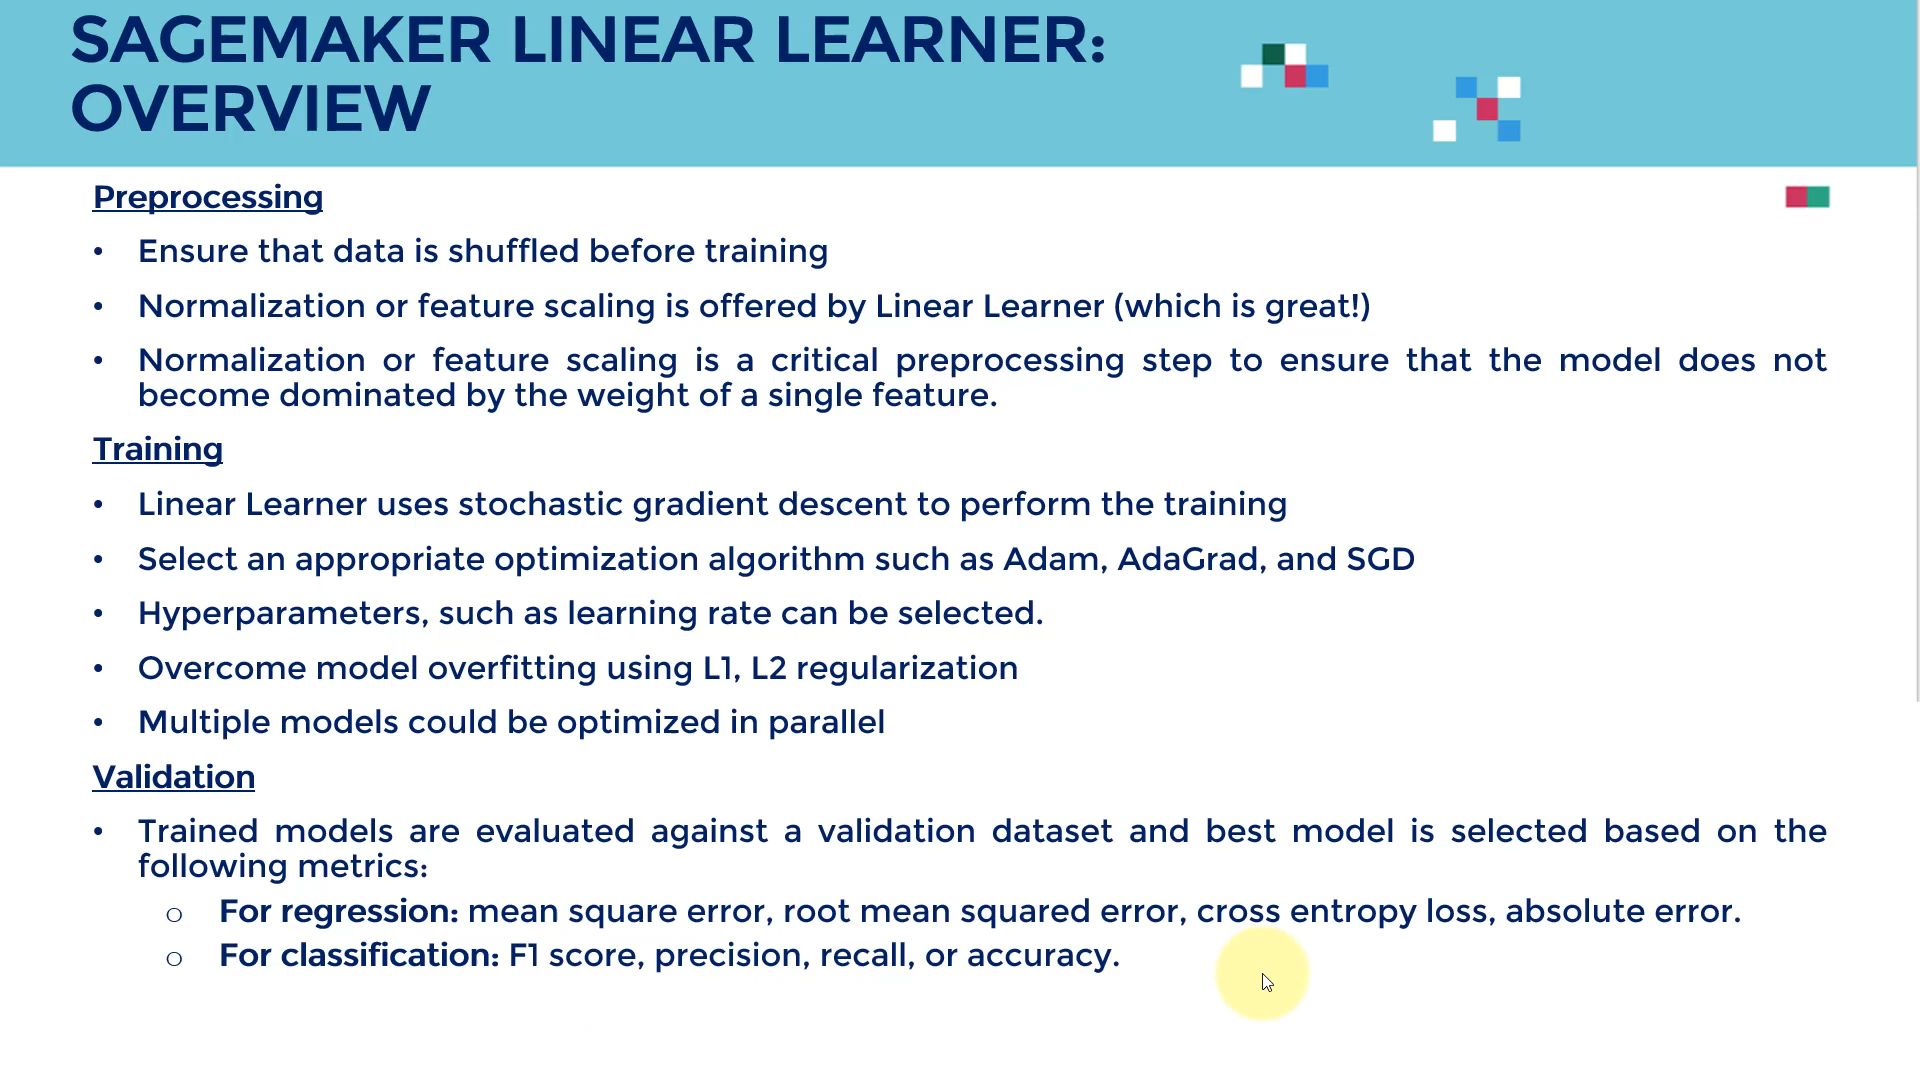 SAGEMAKER LINEAR LEARNER:
OVERVIEW
Preprocessing
• Ensure that data is shuffled before training
• Normalization or feature scaling is offered by Linear Learner (which is great!)
• Normalization or feature scaling is a critical preprocessing step to ensure that the model does not
become dominated by the weight of a single feature.
Training
• Linear Learner uses stochastic gradient descent to perform the training
• Select an appropriate optimization algorithm such as Adam, AdaGrad, and SGD
• Hyperparameters, such as learning rate can be selected.
• Overcome model overfitting using L1, L2 regularization
• Multiple models could be optimized in parallel
Validation
• Trained models are evaluated against a validation dataset and best model is selected based on the
following metrics:
o For regression: mean square error, root mean squared error, cross entropy loss, absolute error.
o For classification: F1 score, precision, recall, or accuracy.